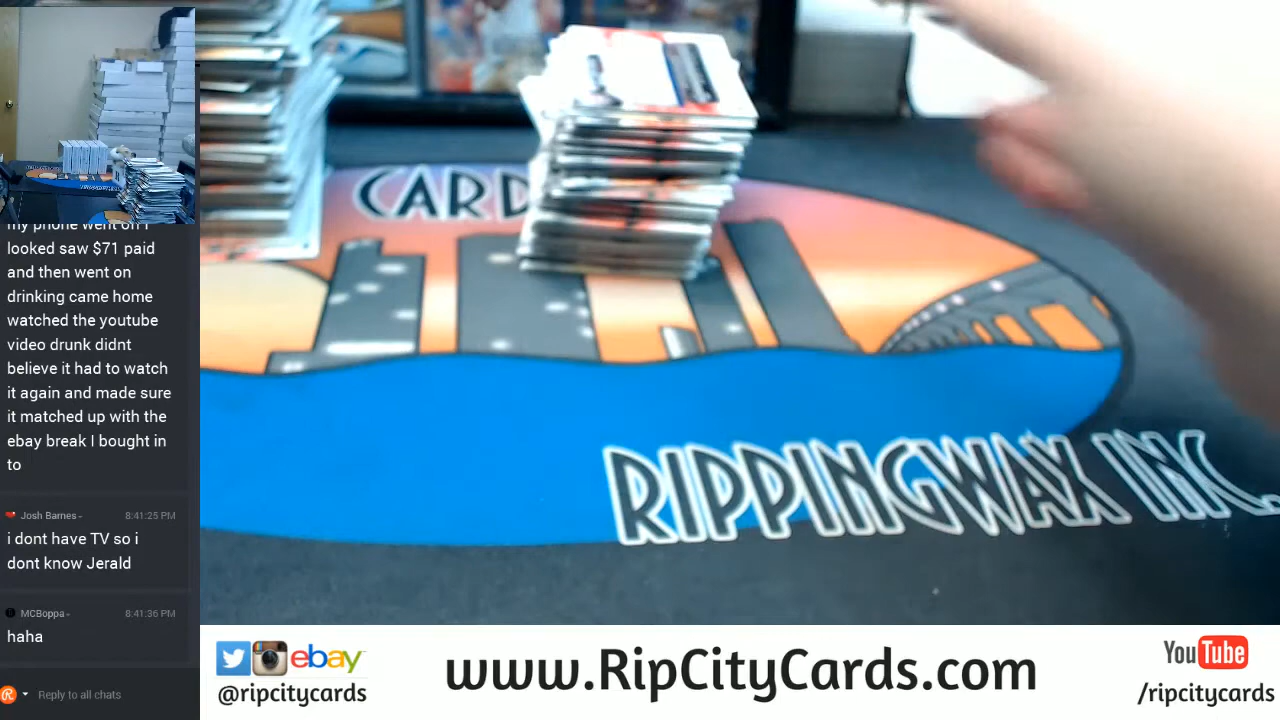 my phone went off I
looked saw $71 paid
and then went on
drinking came home
watched the youtube
video drunk didnt
believe it had to watch
it again and made sure
it matched up with the
ebay break I bought in
to
Josh Barnes- 8:41:25 PM
i dont have TV so i
dont know Jerald
MCBoppa- 8:41:36 PM
haha
Reply to all chats
CARD
RIPPINGWAX INC.
ebay
@ripcitycards
www.RipCityCards.com
YouTube
/ripcitycards